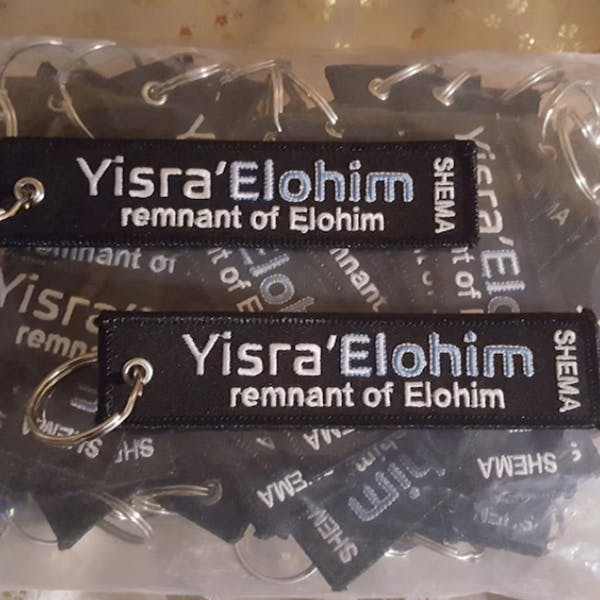 Yisra'Elohim
remnant of Elohim
SHEMA
Yisra'Elohim
remnant of Elohim
SHEMA